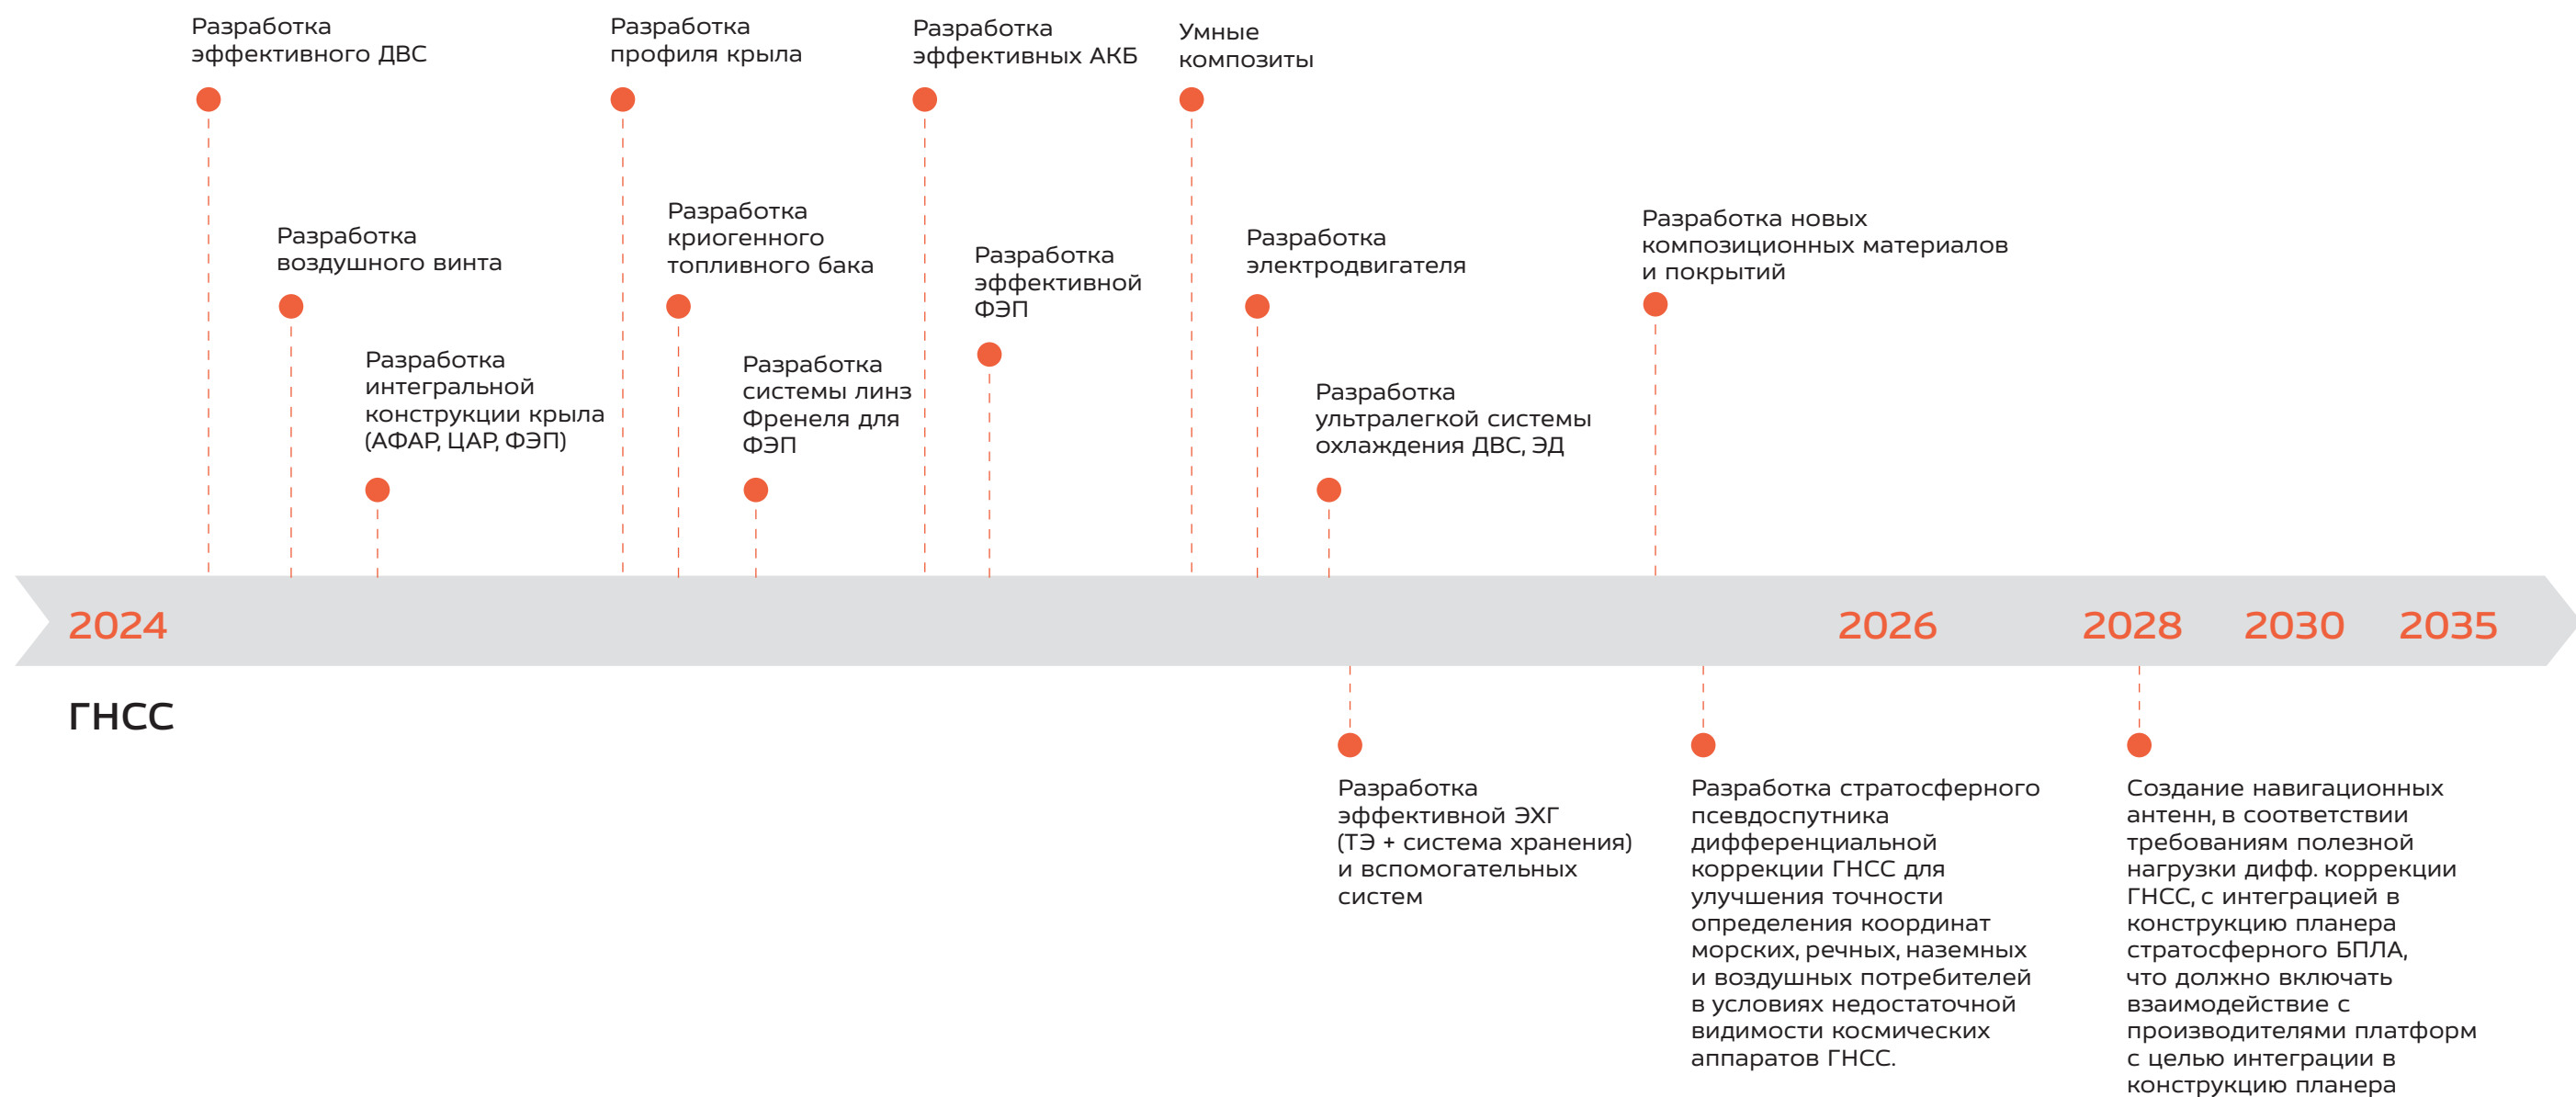 Разработка
эффективного ДВС
Разработка
профиля крыла
Разработка
эффективных АКБ
Умные
композиты
Разработка
воздушного винта
Разработка
криогенного
топливного бака
Разработка
эффективной
ФЭП
Разработка
электродвигателя
Разработка новых
композиционных материалов
и покрытий
Разработка
интегральной
конструкции крыла
(АФАР, ЦАР, ФЭП)
Разработка
системы линз
Френеля для
ФЭП
Разработка
ультралегкой системы
охлаждения ДВС, ЭД
2024
2026
2028
2030
2035
ГНСС
Разработка
эффективной ЭХГ
(ТЭ + система хранения)
и вспомогательных
систем
Разработка стратосферного
псевдоспутника
дифференциальной
коррекции ГНСС для
улучшения точности
определения координат
морских, речных, наземных
и воздушных потребителей
в условиях недостаточной
видимости космических
аппаратов ГНСС.
Создание навигационных
антенн, в соответствии
требованиям полезной
нагрузки дифф. коррекции
ГНСС, с интеграцией в
конструкцию планера
стратосферного БПЛА,
что должно включать
взаимодействие с
производителями платформ
с целью интеграции в
конструкцию планера